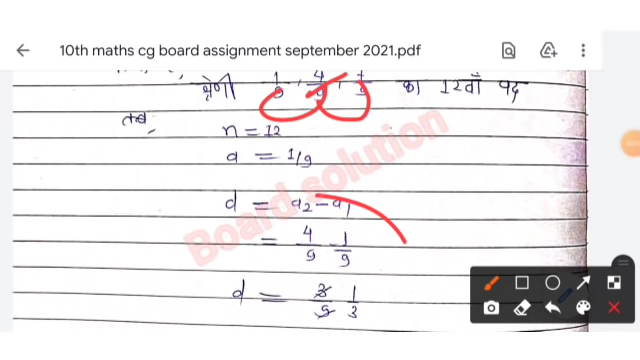 10th maths cg board assignment september 2021.pdf
श्रेणी 1/9, 4/9, 7/9 का 12वाँ पद
तब
n = 12
a = 1/9
d = a2 - a1
= 4/9 1/9
d = 3/9 1/3
Board solution